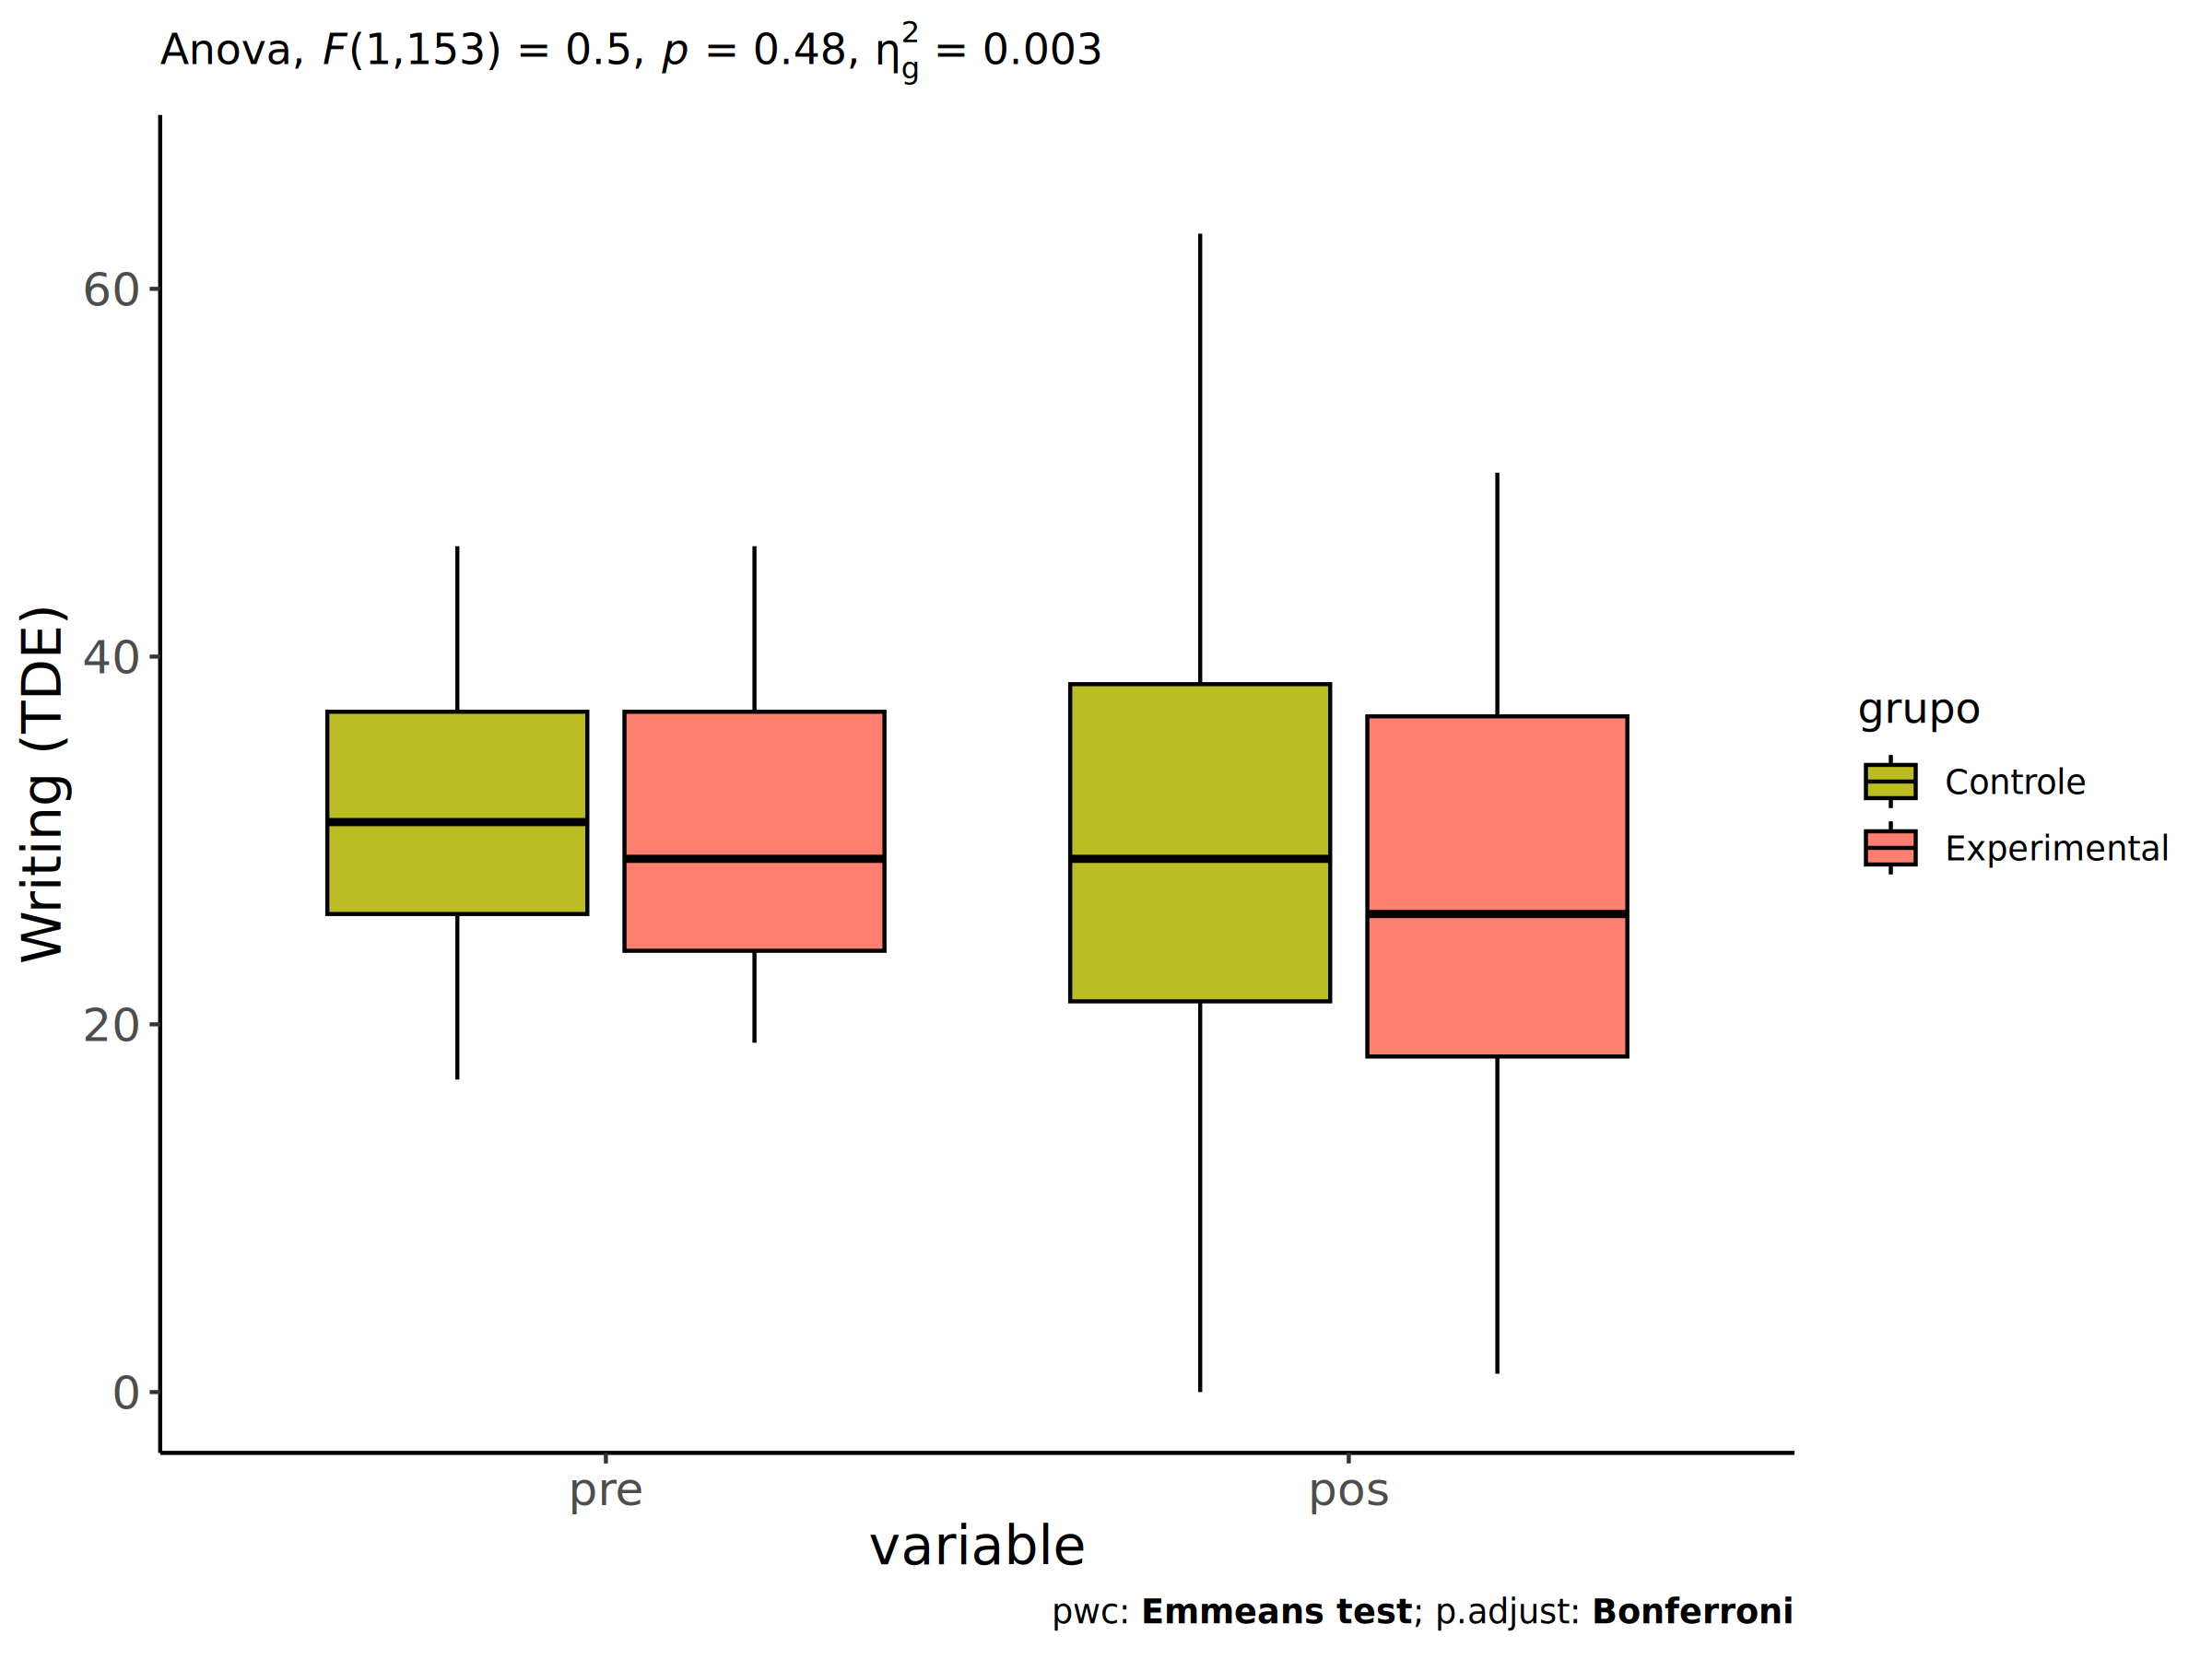 Anova, F(1,153) = 0.5, p = 0.48, η²g = 0.003
Writing (TDE)
60
40
20
0
pre
pos
variable
grupo
Controle
Experimental
pwc: Emmeans test; p.adjust: Bonferroni